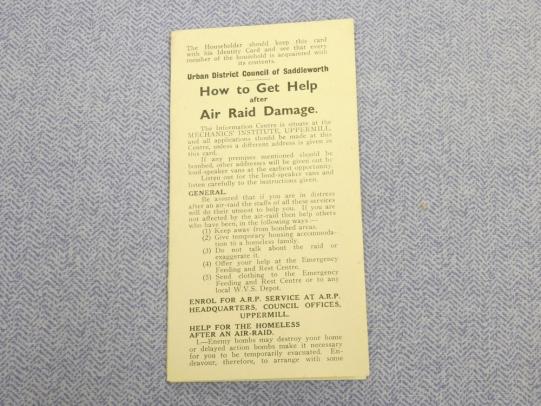 The Householder should keep this card
with his Identity Card and see that every
member of the household is acquainted with
its contents.
Urban District Council of Saddleworth
How to Get Help
after
Air Raid Damage.
The Information Centre is situate at the
MECHANICS' INSTITUTE, UPPERMILL,
and all applications should be made at this
Centre, unless a different address is given in
this card.
If any premises mentioned should be
bombed, other addresses will be given out by
loud-speaker vans at the earliest opportunity.
Listen out for the loud-speaker vans and
listen carefully to the instructions given.
GENERAL.
Be assured that if you are in distress
after an air-raid the staffs of all these services
will do their utmost to help you. If you are
not affected by the air-raid then help others
who have been, in the following ways :—
(1) Keep away from bombed areas.
(2) Give temporary housing accommoda-
tion to a homeless family.
(3) Do not talk about the raid or
exaggerate it.
(4) Offer your help at the Emergency
Feeding and Rest Centre.
(5) Send clothing to the Emergency
Feeding and Rest Centre or to any
local W.V.S. Depot.
ENROL FOR A.R.P. SERVICE AT A.R.P.
HEADQUARTERS, COUNCIL OFFICES,
UPPERMILL.
HELP FOR THE HOMELESS
AFTER AN AIR-RAID.
1.—Enemy bombs may destroy your home
or delayed action bombs make it necessary
for you to be temporarily evacuated. En-
deavour, therefore, to arrange with some